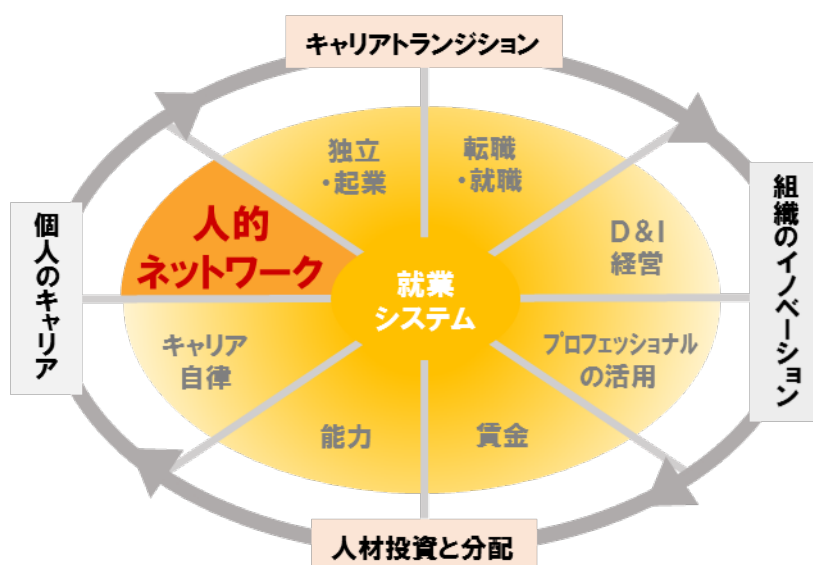 キャリアトランジション
独立
・起業
転職
・就職
人的
ネットワーク
D&I
経営
個人のキャリア
組織のイノベーション
就業
システム
キャリア
自律
プロフェッショナル
の活用
能力
賃金
人材投資と分配